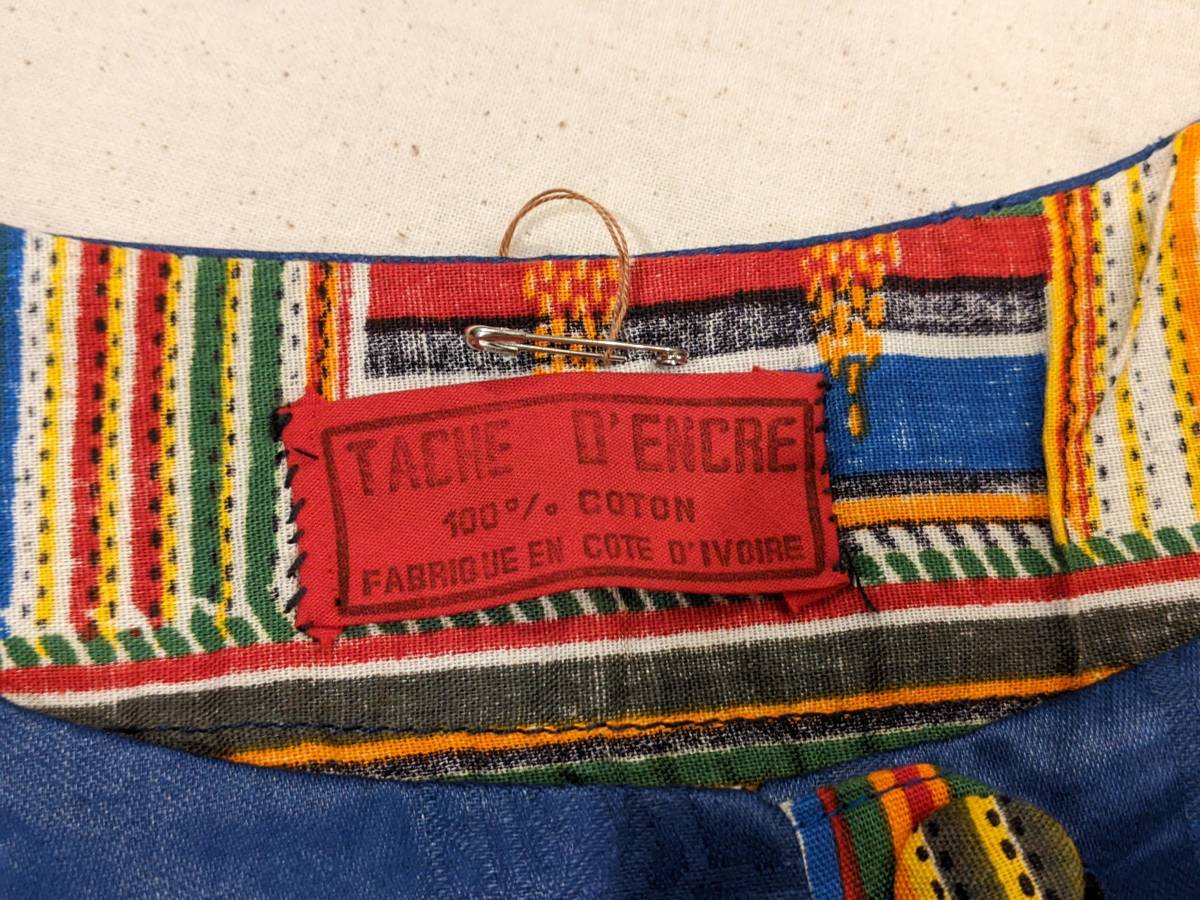 TACHE D'ENCRE
100% COTON
FABRIQUE EN COTE D'IVOIRE